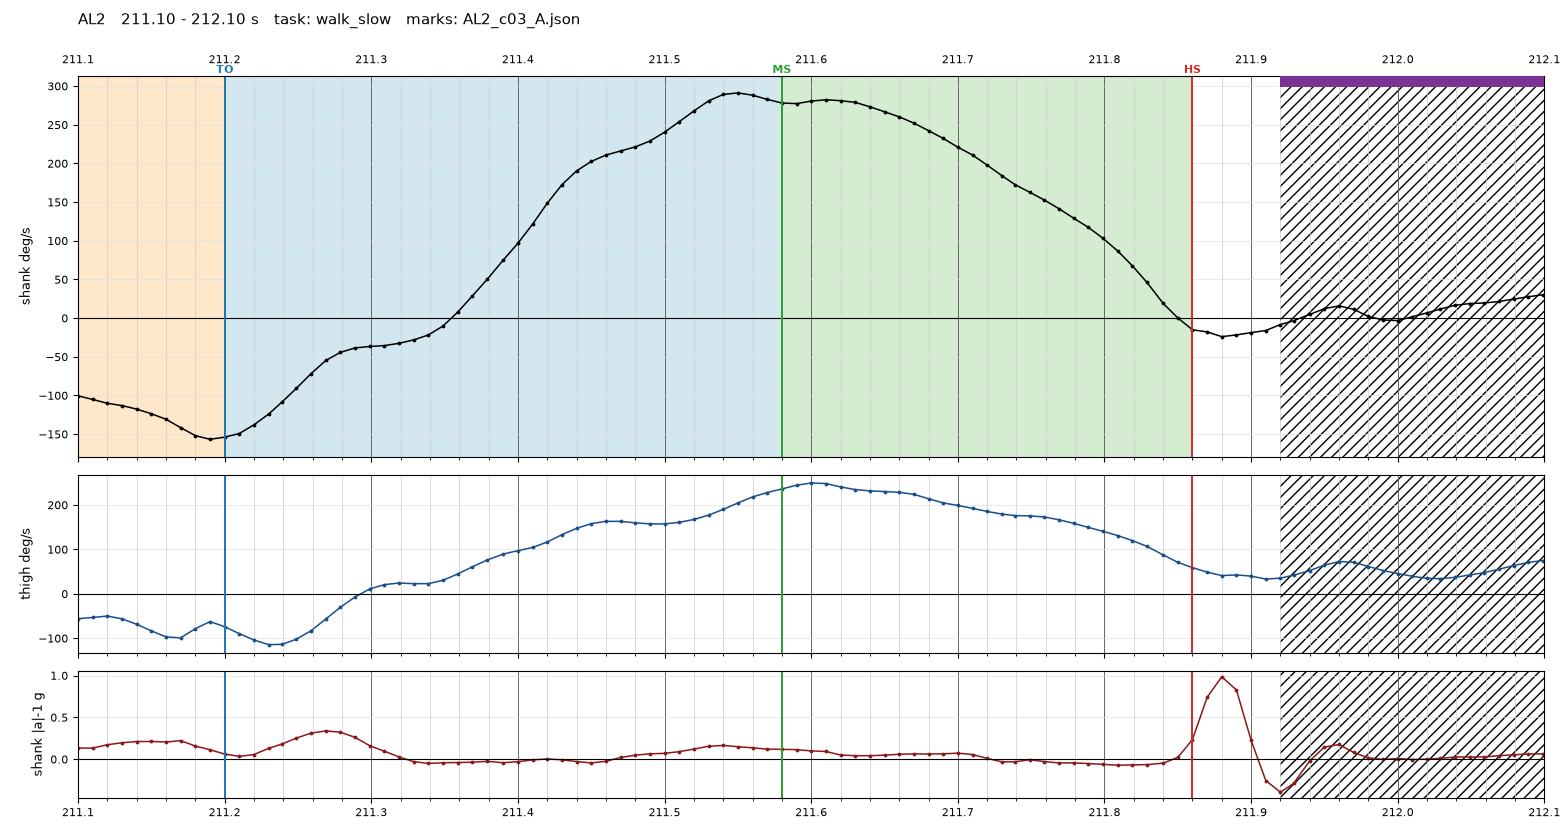 AL2   211.10 - 212.10 s   task: walk_slow   marks: AL2_c03_A.json
211.1 211.2 211.3 211.4 211.5 211.6 211.7 211.8 211.9 212.0 212.1
TO MS HS
300
250
200
150
100
50
0
−50
−100
−150
shank deg/s
200
100
0
−100
thigh deg/s
1.0
0.5
0.0
shank |a|-1 g
211.1 211.2 211.3 211.4 211.5 211.6 211.7 211.8 211.9 212.0 212.1